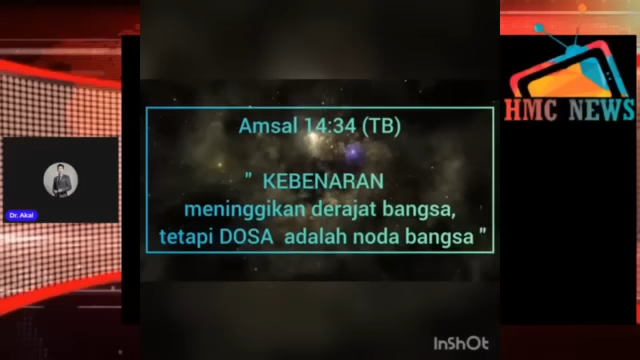 HMC NEWS
Amsal 14:34 (TB)
" KEBENARAN
meninggikan derajat bangsa,
tetapi DOSA adalah noda bangsa "
Dr. Akal
InShOt